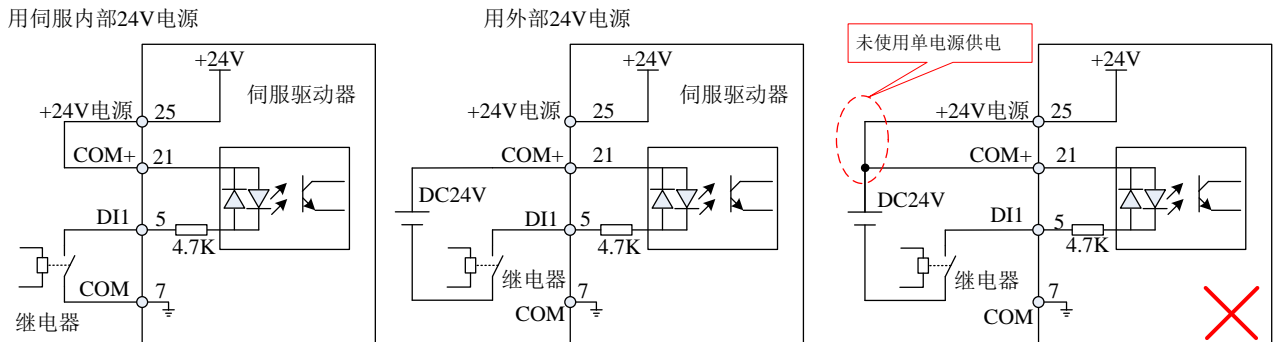 用伺服内部24V电源
+24V
伺服驱动器
+24V电源
25
COM+
21
DI1
5
4.7K
COM
7
继电器
用外部24V电源
+24V
伺服驱动器
+24V电源
25
COM+
21
DC24V
DI1
5
4.7K
继电器
7
COM
未使用单电源供电
+24V
+24V电源
25
COM+
21
DC24V
DI1
5
4.7K
继电器
7
COM